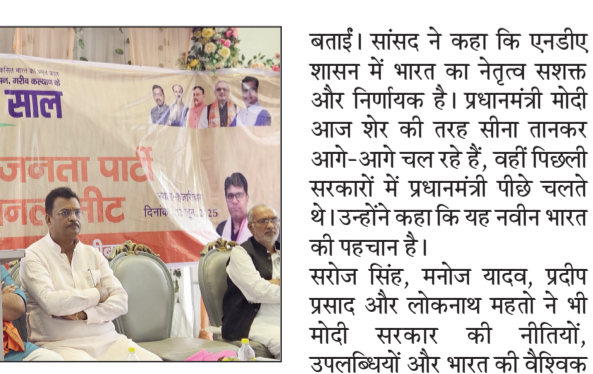 साल
जनता पार्टी
2025
बताईं। सांसद ने कहा कि एनडीए
शासन में भारत का नेतृत्व सशक्त
और निर्णायक है। प्रधानमंत्री मोदी
आज शेर की तरह सीना तानकर
आगे-आगे चल रहे हैं, वहीं पिछली
सरकारों में प्रधानमंत्री पीछे चलते
थे। उन्होंने कहा कि यह नवीन भारत
की पहचान है।
सरोज सिंह, मनोज यादव, प्रदीप
प्रसाद और लोकनाथ महतो ने भी
मोदी सरकार की नीतियों,
उपलब्धियों और भारत की वैश्विक